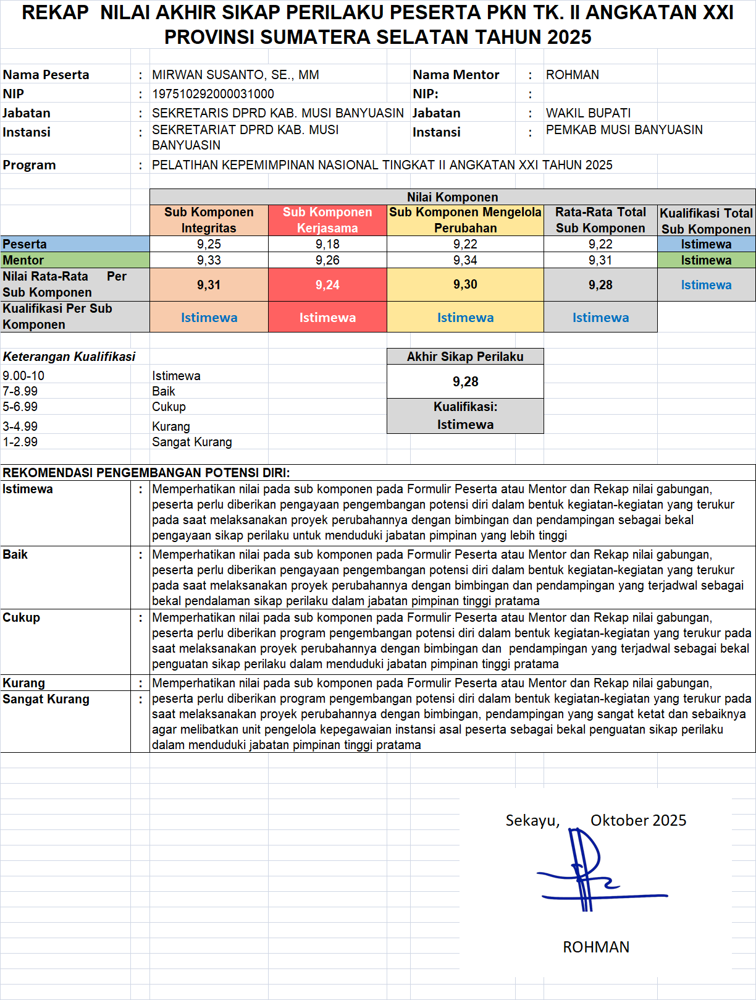 REKAP  NILAI AKHIR SIKAP PERILAKU PESERTA PKN TK. II ANGKATAN XXI
PROVINSI SUMATERA SELATAN TAHUN 2025
Nama Peserta : MIRWAN SUSANTO, SE., MM Nama Mentor : ROHMAN
NIP : 197510292000031000 NIP: :
Jabatan : SEKRETARIS DPRD KAB. MUSI BANYUASIN Jabatan : WAKIL BUPATI
Instansi : SEKRETARIAT DPRD KAB. MUSI Instansi : PEMKAB MUSI BANYUASIN
BANYUASIN
Program : PELATIHAN KEPEMIMPINAN NASIONAL TINGKAT II ANGKATAN XXI TAHUN 2025
Nilai Komponen
Sub Komponen Sub Komponen Sub Komponen Mengelola Rata-Rata Total Kualifikasi Total
Integritas Kerjasama Perubahan Sub Komponen Sub Komponen
Peserta 9,25 9,18 9,22 9,22 Istimewa
Mentor 9,33 9,26 9,34 9,31 Istimewa
Nilai Rata-Rata Per
Sub Komponen 9,31 9,24 9,30 9,28 Istimewa
Kualifikasi Per Sub
Komponen Istimewa Istimewa Istimewa Istimewa
Keterangan Kualifikasi Akhir Sikap Perilaku
9.00-10 Istimewa 9,28
7-8.99 Baik
5-6.99 Cukup Kualifikasi:
3-4.99 Kurang Istimewa
1-2.99 Sangat Kurang
REKOMENDASI PENGEMBANGAN POTENSI DIRI:
Istimewa : Memperhatikan nilai pada sub komponen pada Formulir Peserta atau Mentor dan Rekap nilai gabungan,
peserta perlu diberikan pengayaan pengembangan potensi diri dalam bentuk kegiatan-kegiatan yang terukur
pada saat melaksanakan proyek perubahannya dengan bimbingan dan pendampingan sebagai bekal
pengayaan sikap perilaku untuk menduduki jabatan pimpinan yang lebih tinggi
Baik : Memperhatikan nilai pada sub komponen pada Formulir Peserta atau Mentor dan Rekap nilai gabungan,
peserta perlu diberikan pengayaan pengembangan potensi diri dalam bentuk kegiatan-kegiatan yang terukur
pada saat melaksanakan proyek perubahannya dengan bimbingan dan pendampingan yang terjadwal sebagai
bekal pendalaman sikap perilaku dalam jabatan pimpinan tinggi pratama
Cukup : Memperhatikan nilai pada sub komponen pada Formulir Peserta atau Mentor dan Rekap nilai gabungan,
peserta perlu diberikan program pengembangan potensi diri dalam bentuk kegiatan-kegiatan yang terukur pada
saat melaksanakan proyek perubahannya dengan bimbingan dan  pendampingan yang terjadwal sebagai bekal
penguatan sikap perilaku dalam menduduki jabatan pimpinan tinggi pratama
Kurang : Memperhatikan nilai pada sub komponen pada Formulir Peserta atau Mentor dan Rekap nilai gabungan,
Sangat Kurang : peserta perlu diberikan program pengembangan potensi diri dalam bentuk kegiatan-kegiatan yang terukur pada
saat melaksanakan proyek perubahannya dengan bimbingan, pendampingan yang sangat ketat dan sebaiknya
agar melibatkan unit pengelola kepegawaian instansi asal peserta sebagai bekal penguatan sikap perilaku
dalam menduduki jabatan pimpinan tinggi pratama
Sekayu, Oktober 2025
ROHMAN